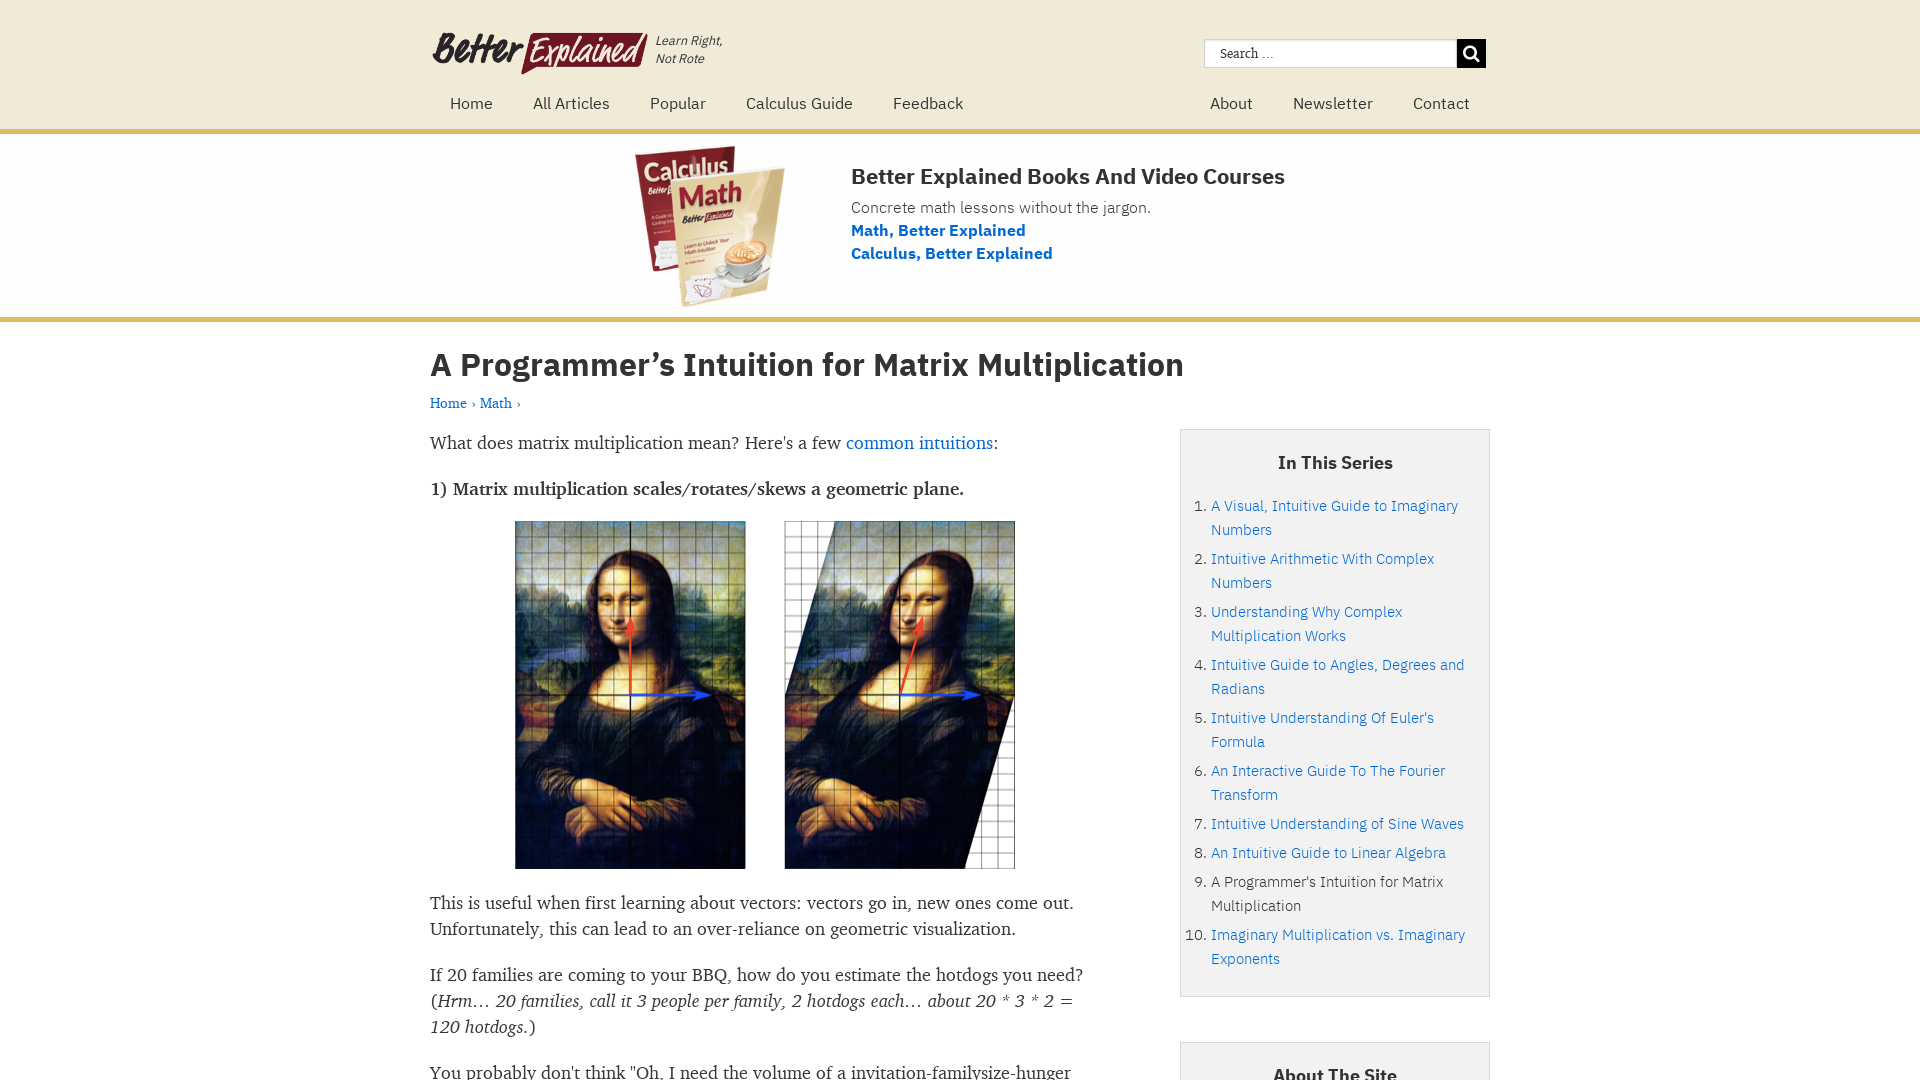 Better Explained
Learn Right,
Not Rote
Search ...
Home
All Articles
Popular
Calculus Guide
Feedback
About
Newsletter
Contact
Calculus
Better
Math
Better Explained
Learn to Unlock Your
Math Intuition
Better Explained Books And Video Courses
Concrete math lessons without the jargon.
Math, Better Explained
Calculus, Better Explained
A Programmer’s Intuition for Matrix Multiplication
Home › Math ›
What does matrix multiplication mean? Here's a few common intuitions:
1) Matrix multiplication scales/rotates/skews a geometric plane.
This is useful when first learning about vectors: vectors go in, new ones come out.
Unfortunately, this can lead to an over-reliance on geometric visualization.
If 20 families are coming to your BBQ, how do you estimate the hotdogs you need?
(Hrm… 20 families, call it 3 people per family, 2 hotdogs each… about 20 * 3 * 2 =
120 hotdogs.)
You probably don't think "Oh, I need the volume of a invitation-familysize-hunger
In This Series
1. A Visual, Intuitive Guide to Imaginary
Numbers
2. Intuitive Arithmetic With Complex
Numbers
3. Understanding Why Complex
Multiplication Works
4. Intuitive Guide to Angles, Degrees and
Radians
5. Intuitive Understanding Of Euler's
Formula
6. An Interactive Guide To The Fourier
Transform
7. Intuitive Understanding of Sine Waves
8. An Intuitive Guide to Linear Algebra
9. A Programmer's Intuition for Matrix
Multiplication
10. Imaginary Multiplication vs. Imaginary
Exponents
About The Site